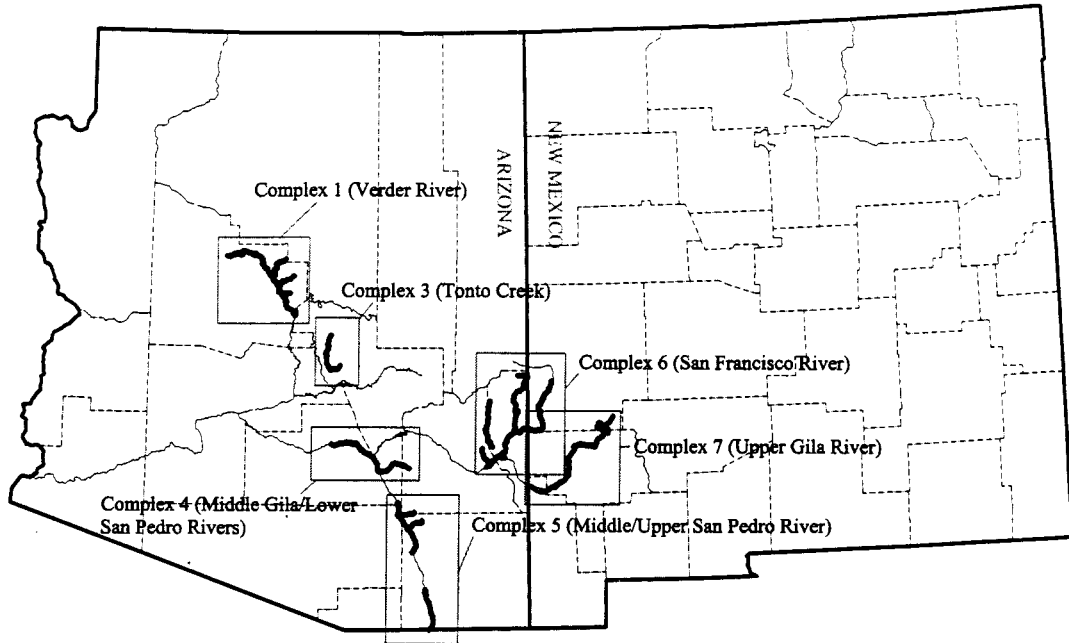 NEW MEXICO
ARIZONA
Complex 1 (Verder River)
Complex 3 (Tonto Creek)
Complex 6 (San Francisco River)
Complex 7 (Upper Gila River)
Complex 4 (Middle Gila/Lower
San Pedro Rivers)
Complex 5 (Middle/Upper San Pedro River)